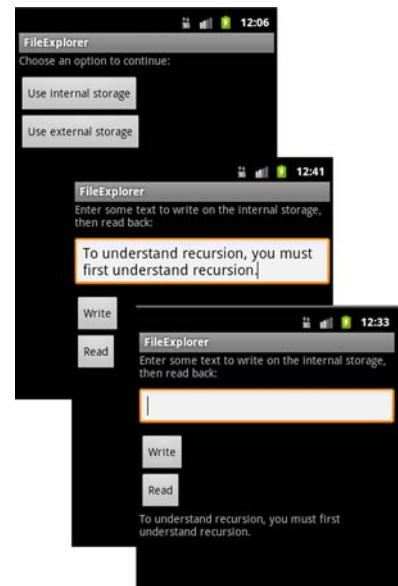 12:06
FileExplorer
Choose an option to continue:
Use internal storage
Use external storage
12:41
FileExplorer
Enter some text to write on the internal storage,
then read back:
To understand recursion, you must
first understand recursion.
Write
Read
12:33
FileExplorer
Enter some text to write on the internal storage,
then read back:
Write
Read
To understand recursion, you must first
understand recursion.